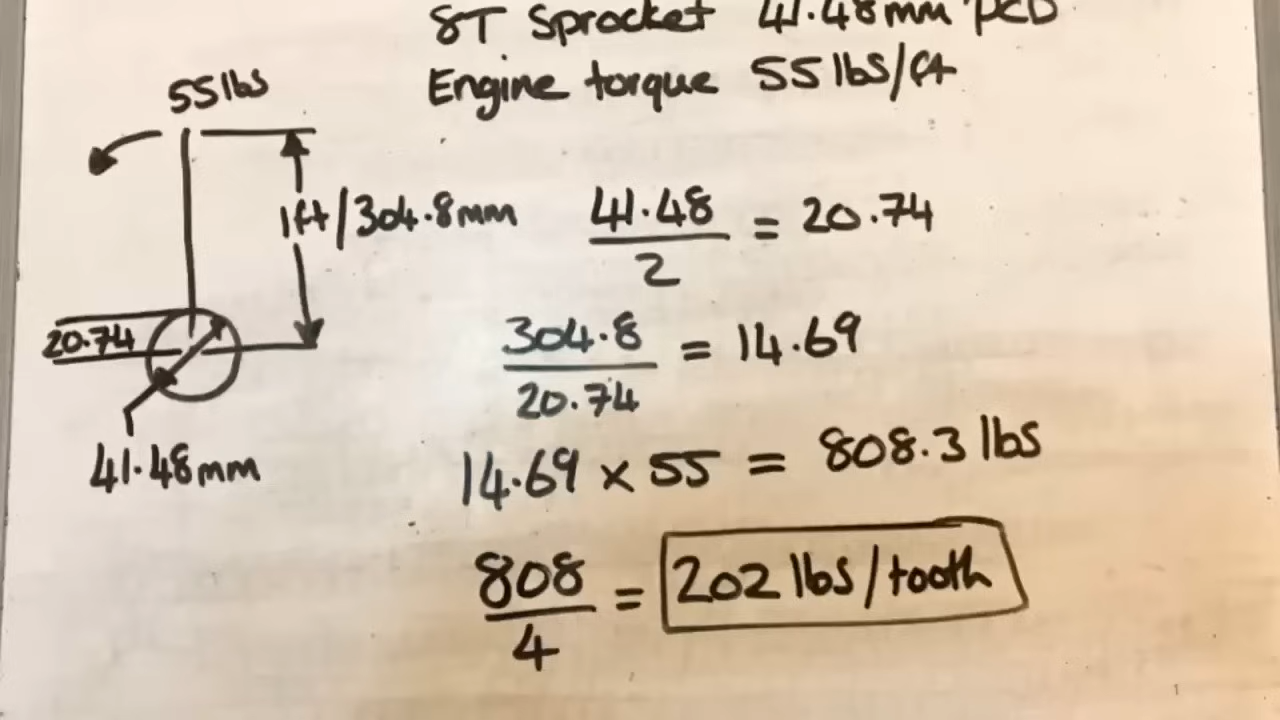 8T Sprocket 41.48mm PCD
Engine torque 55lbs/ft
55lbs
1ft/304.8mm
20.74
41.48mm
41.48
2
= 20.74
304.8
20.74
= 14.69
14.69 x 55 = 808.3 lbs
808
4
= 202 lbs/tooth